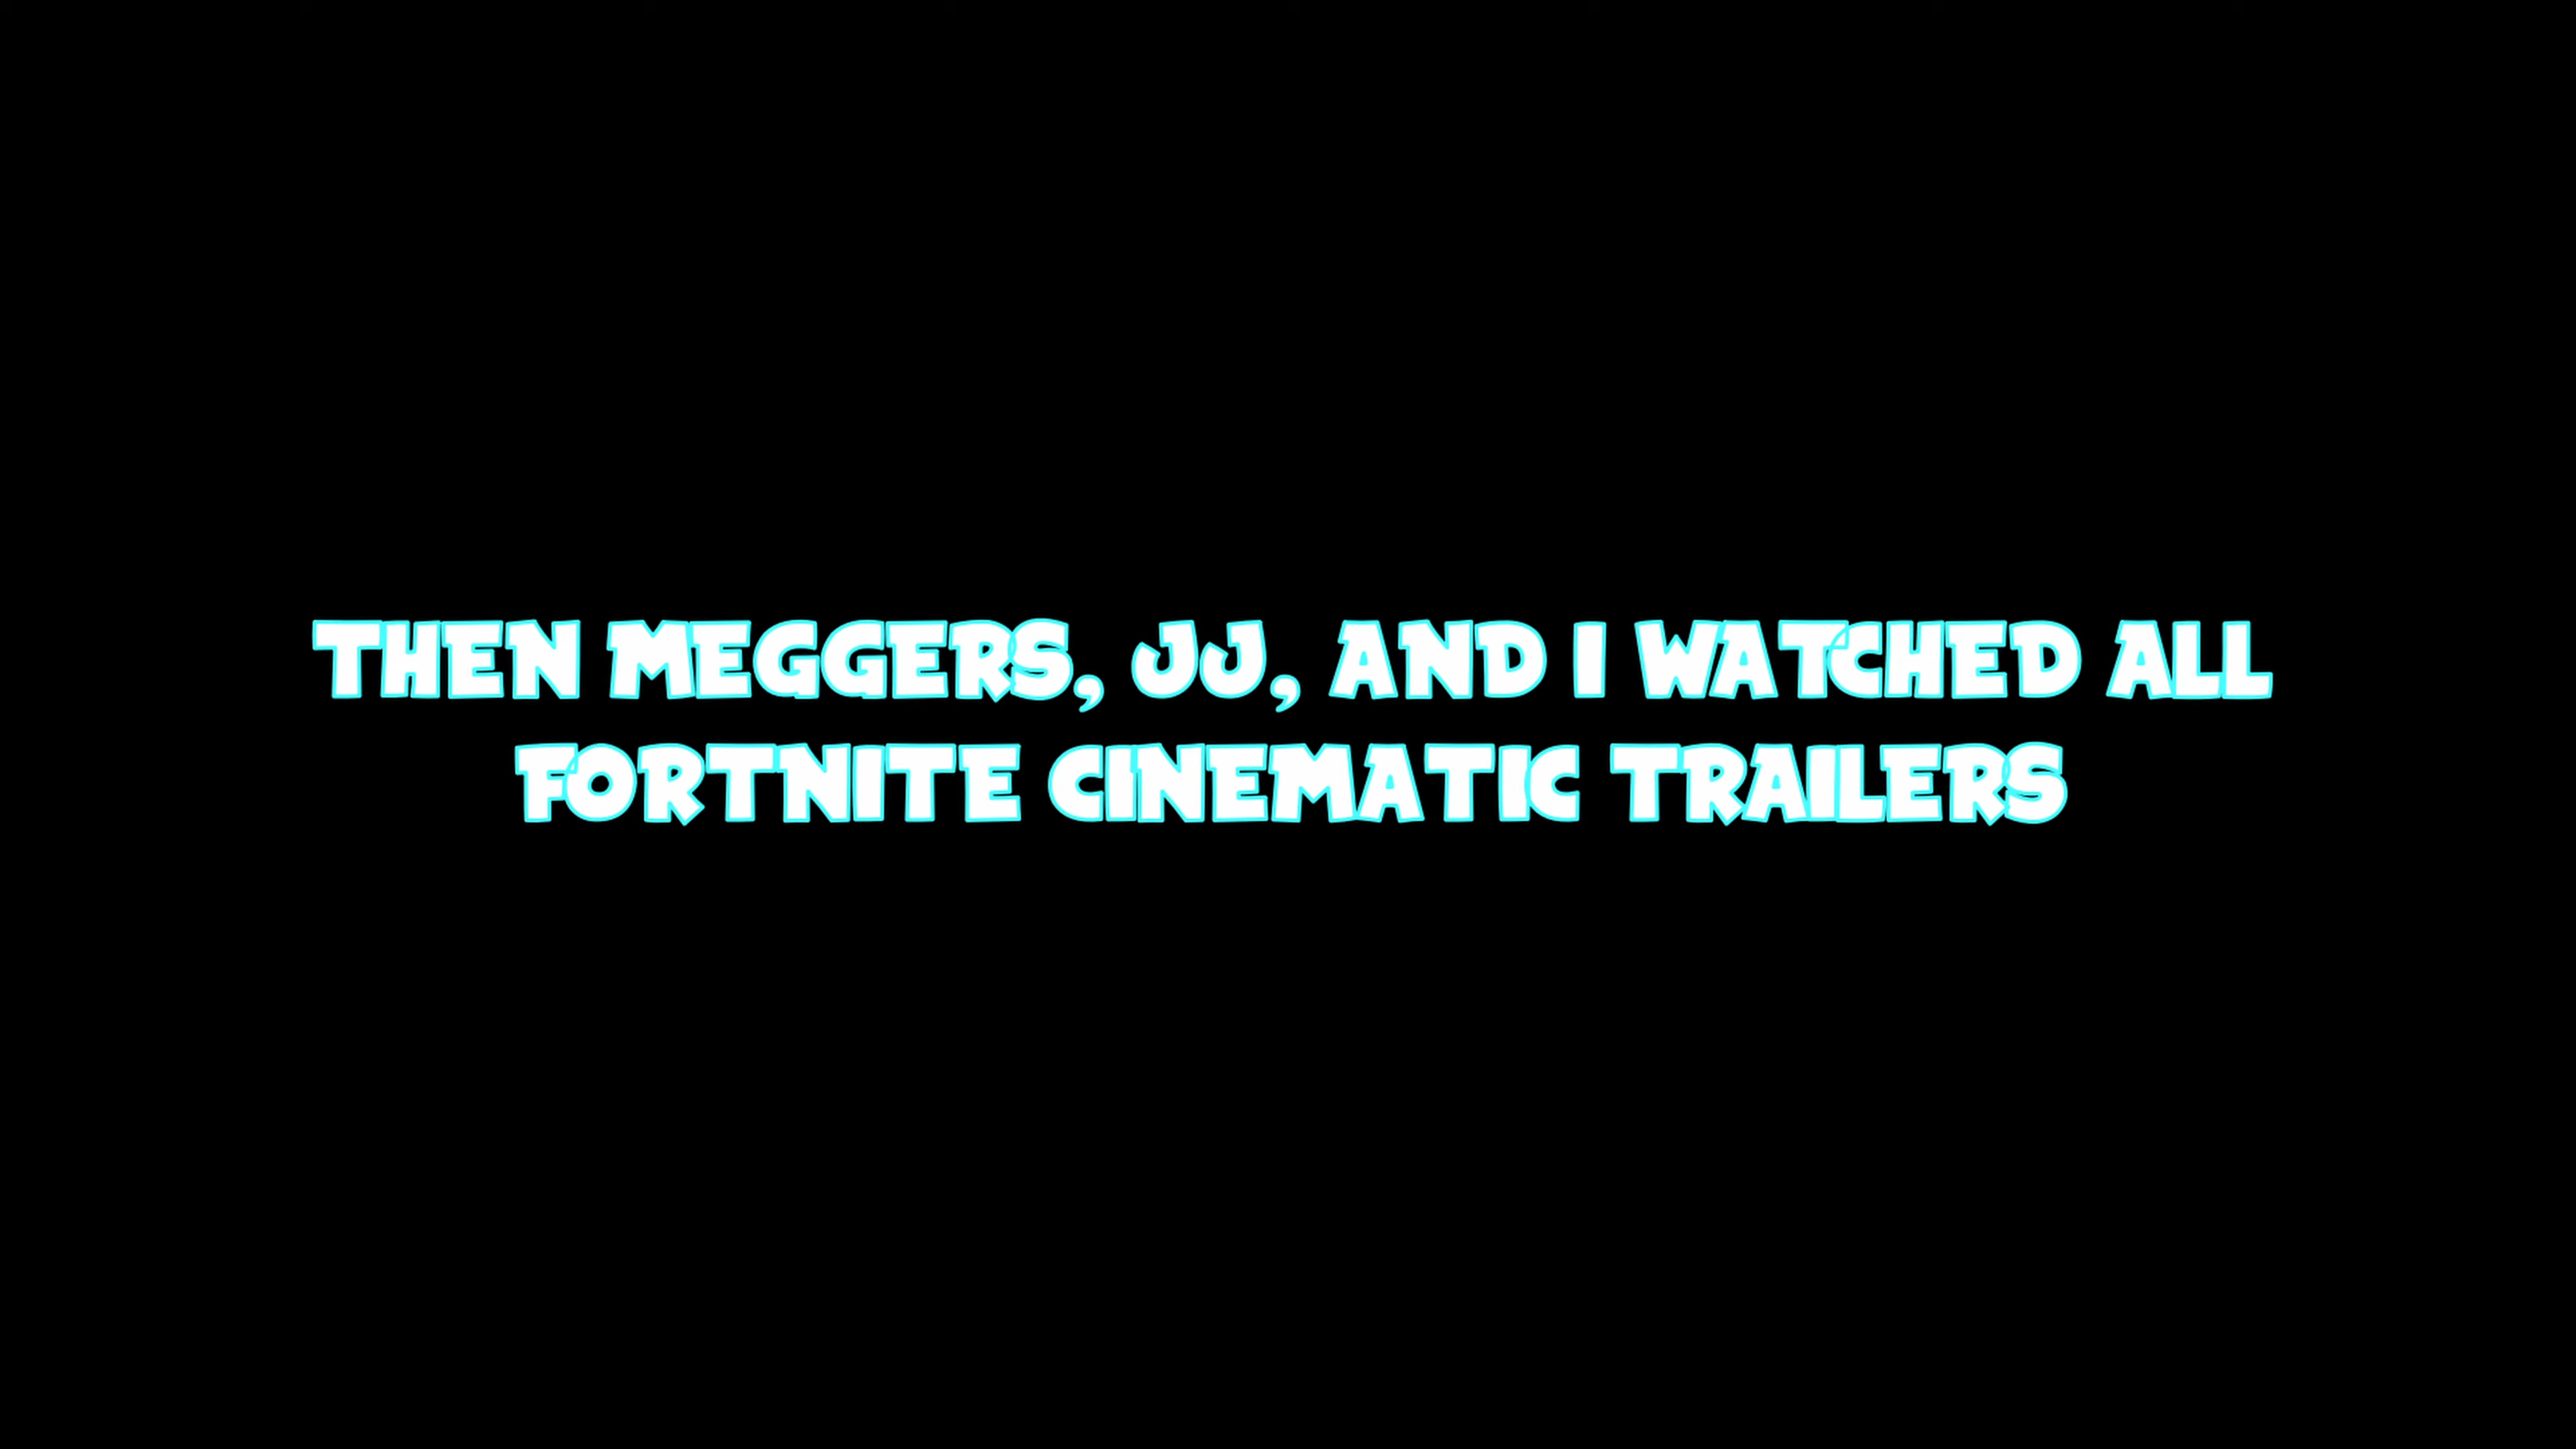 THEN MEGGERS, JJ, AND I WATCHED ALL
FORTNITE CINEMATIC TRAILERS